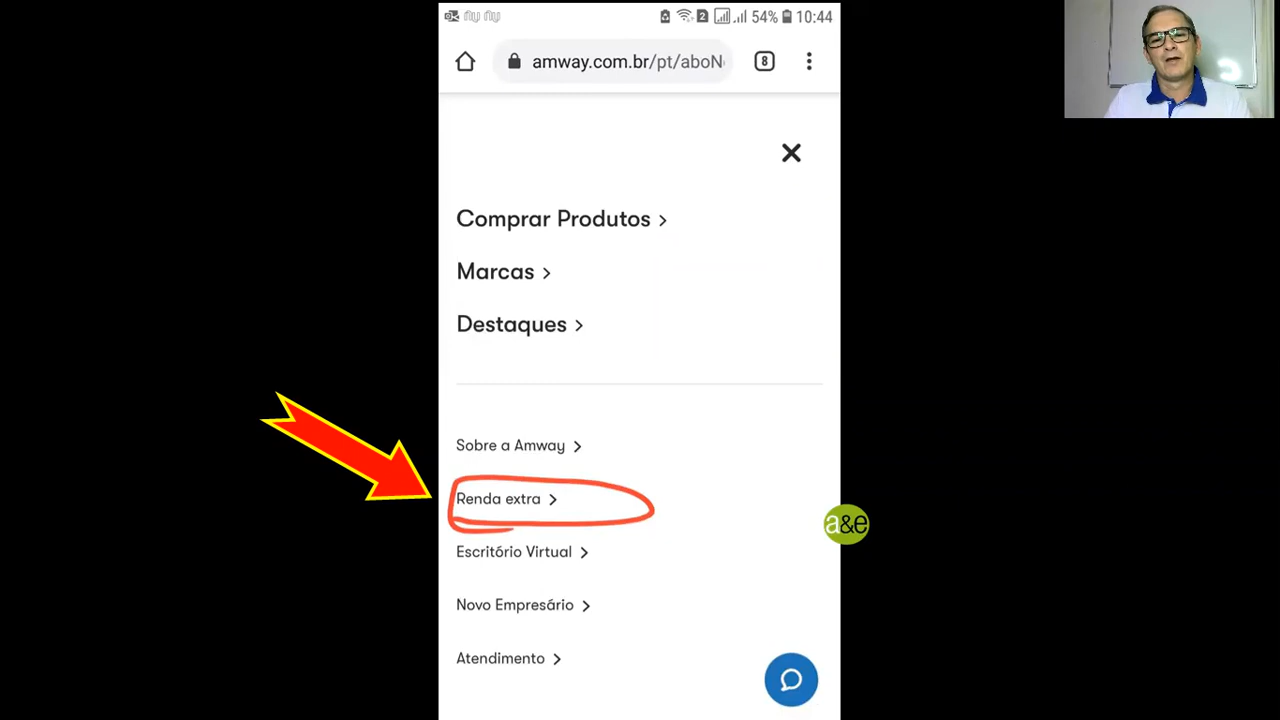 54% 10:44
amway.com.br/pt/aboN
8
Comprar Produtos
Marcas
Destaques
Sobre a Amway
Renda extra
a&e
Escritório Virtual
Novo Empresário
Atendimento